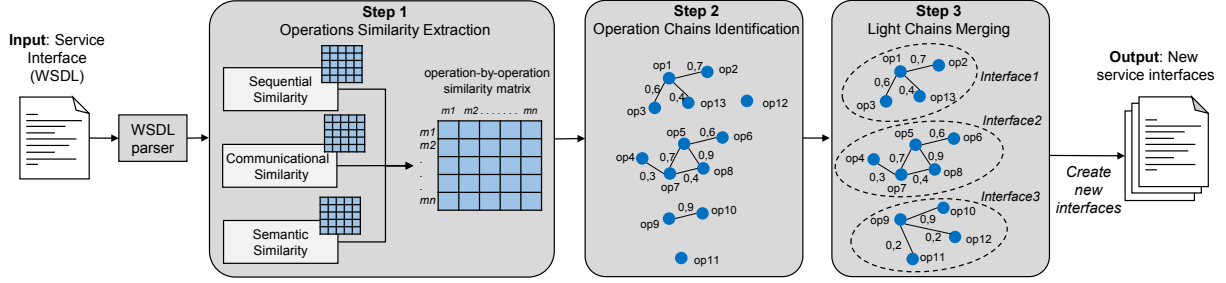 Input: Service
Interface
(WSDL)
WSDL
parser
Step 1
Operations Similarity Extraction
Sequential
Similarity
Communicational
Similarity
Semantic
Similarity
operation-by-operation
similarity matrix
m1 m2 . . . . . . . mn
m1
m2
.
.
mn
Step 2
Operation Chains Identification
op1
0,7
op2
0,6
0,4
op3
op13
op12
op5
0,6
op6
op4
0,7
0,9
0,3
0,4
op8
op7
0,9
op10
op9
op11
Step 3
Light Chains Merging
op1
0,7
op2
Interface1
0,6
0,4
op3
op13
Interface2
op5
0,6
op6
op4
0,7
0,9
0,3
0,4
op8
op7
Interface3
op10
0,9
op9
0,2
op12
0,2
op11
Create
new
interfaces
Output: New
service interfaces